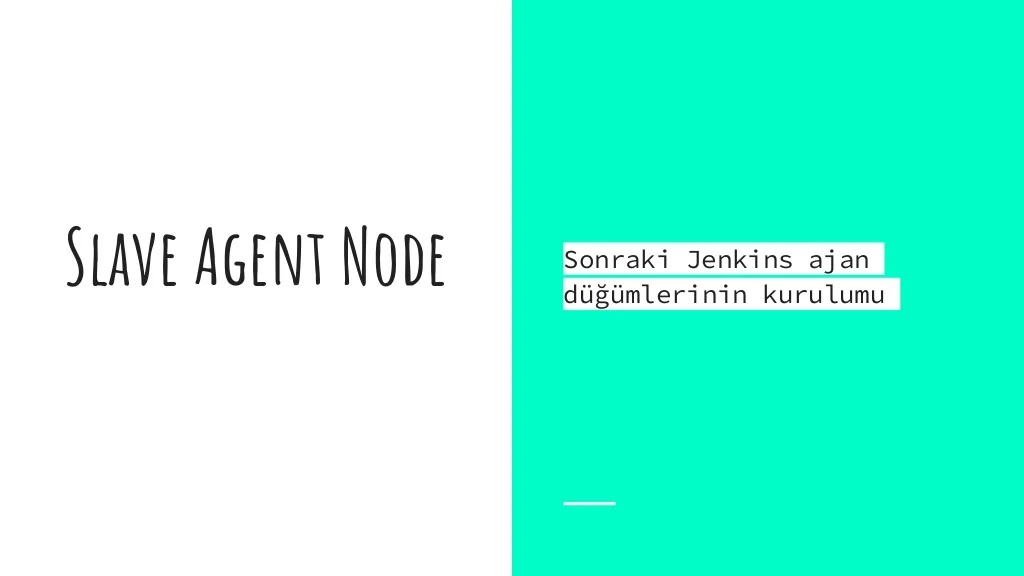 Slave Agent Node
Sonraki Jenkins ajan
düğümlerinin kurulumu